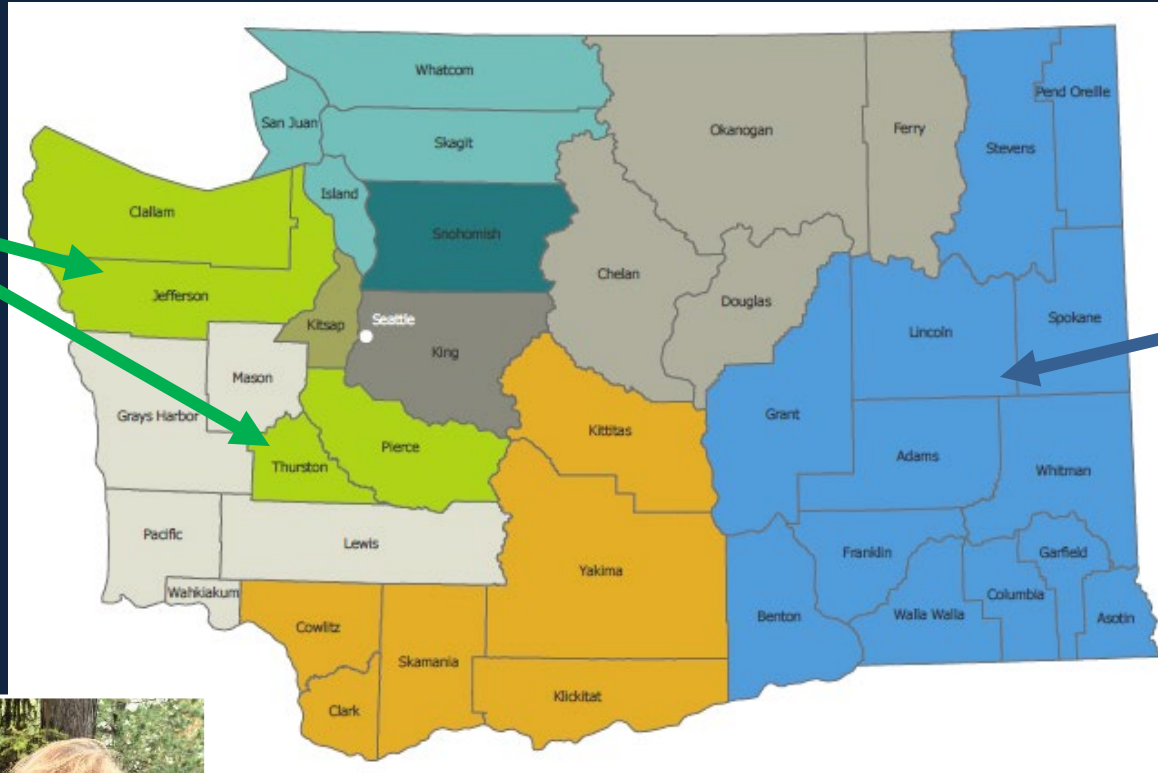 Whatcom
Pend Oreille
San Juan
Okanogan
Ferry
Skagit
Stevens
Island
Clallam
Snohomish
Chelan
Jefferson
Douglas
Kitsap
Seattle
Lincoln
Spokane
King
Mason
Grays Harbor
Grant
Kittitas
Pierce
Adams
Thurston
Whitman
Pacific
Lewis
Franklin
Garfield
Yakima
Wahkiakum
Columbia
Benton
Walla Walla
Asotin
Cowlitz
Skamania
Klickitat
Clark